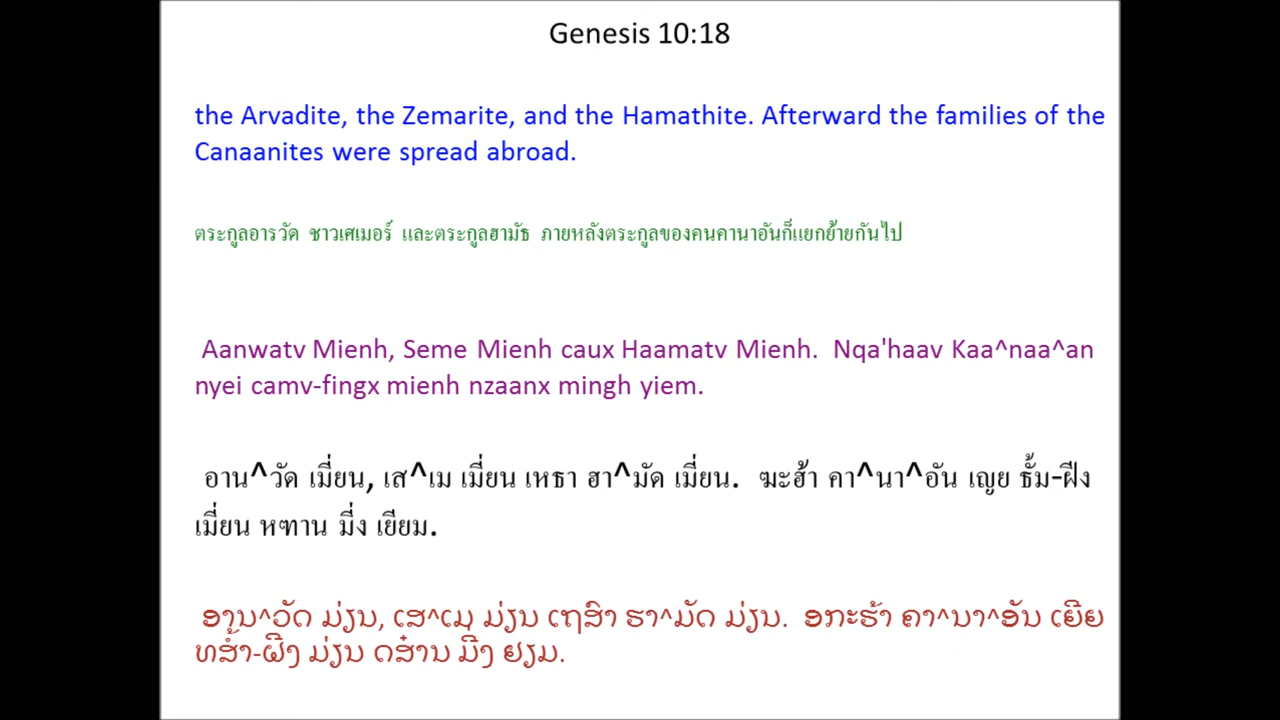 Genesis 10:18
the Arvadite, the Zemarite, and the Hamathite. Afterward the families of the
Canaanites were spread abroad.
ตระกูลอารวัด ชาวเศเมอร์ และตระกูลฮามัธ ภายหลังตระกูลของคนคานาอันก็แยกย้ายกันไป
Aanwatv Mienh, Seme Mienh caux Haamatv Mienh. Nqa'haav Kaa^naa^an
nyei camv-fingx mienh nzaanx mingh yiem.
อาน^วัด เมี่ยน, เส^เม เมี่ยน เหธา ฮา^มัด เมี่ยน. ฆะฮ้า คา^นา^อัน เญย ธั้ม-ฝีง
เมี่ยน หฑาน มี่ง เยียม.
ອານ^ວັດ ມ່ຽນ, ເສ^ເມ ມ່ຽນ ເຖສົາ ຮາ^ມັດ ມ່ຽນ. ອກະຮ້າ ຄາ^ນາ^ອັນ ເຍີຍ
ທສ້ຳ-ຝີງ ມ່ຽນ ດສ໋ານ ມີ່ງ ຢຽມ.